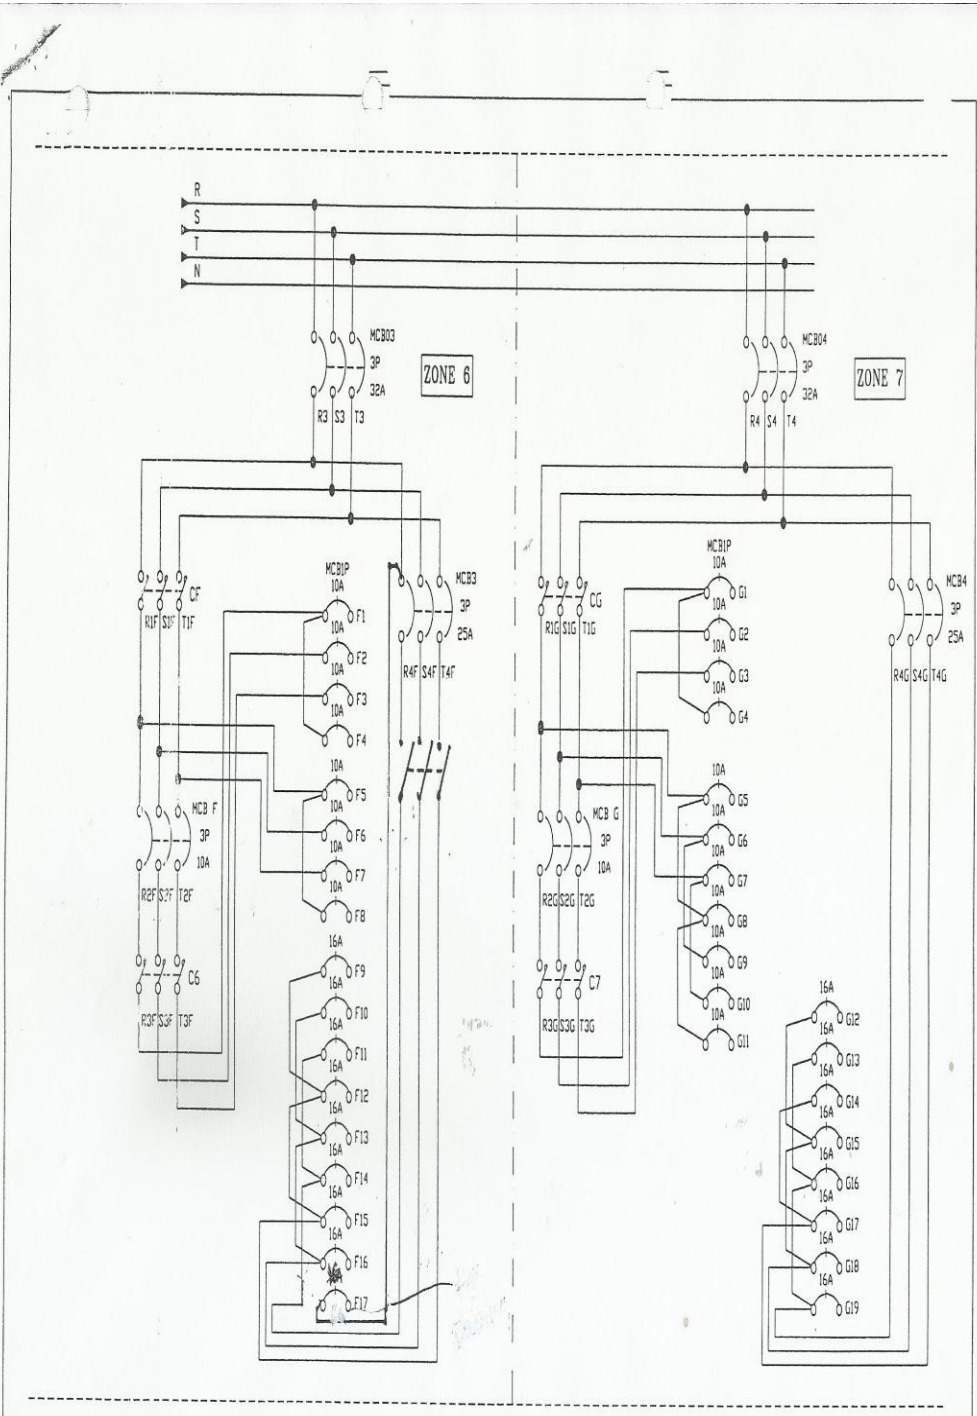 R
S
T
N
MCB03
3P
32A
ZONE 6
R3 S3 T3
MCB1P
10A
CF
R1F S1F T1F
F1
10A
F2
10A
F3
10A
F4
MCB3
3P
25A
R4F S4F T4F
10A
F5
10A
F6
10A
F7
10A
F8
MCB F
3P
10A
R2F S2F T2F
C6
R3F S3F T3F
16A
F9
16A
F10
16A
F11
16A
F12
16A
F13
16A
F14
16A
F15
16A
F16
F17
MCB04
3P
32A
ZONE 7
R4 S4 T4
MCB1P
10A
CG
R1G S1G T1G
G1
10A
G2
10A
G3
10A
G4
MCB4
3P
25A
R4G S4G T4G
10A
G5
10A
G6
10A
G7
10A
G8
10A
G9
10A
G10
10A
G11
MCB G
3P
10A
R2G S2G T2G
C7
R3G S3G T3G
16A
G12
16A
G13
16A
G14
16A
G15
16A
G16
16A
G17
16A
G18
16A
G19